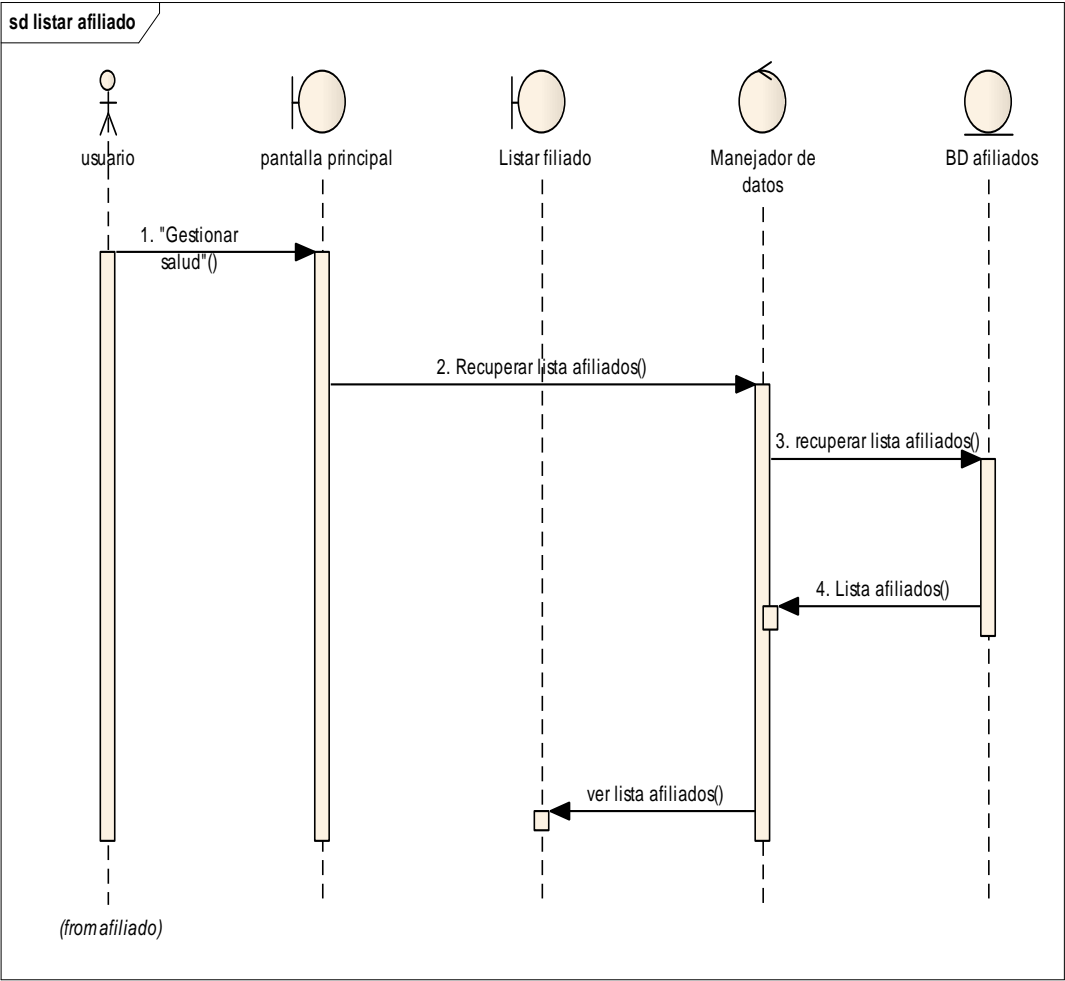 sd listar afiliado
usuario
pantalla principal
Listar filiado
Manejador de
datos
BD afiliados
1. "Gestionar
salud"()
2. Recuperar lista afiliados()
3. recuperar lista afiliados()
4. Lista afiliados()
ver lista afiliados()
(from afiliado)